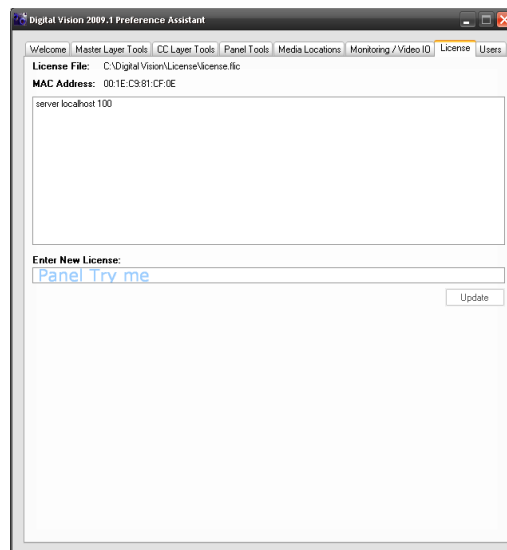 Digital Vision 2009.1 Preference Assistant
Welcome Master Layer Tools CC Layer Tools Panel Tools Media Locations Monitoring / Video IO License Users
License File: C:\Digital Vision\License\license.flic
MAC Address: 00:1E:C9:81:CF:0E
server localhost 100
Enter New License:
Panel Try me
Update